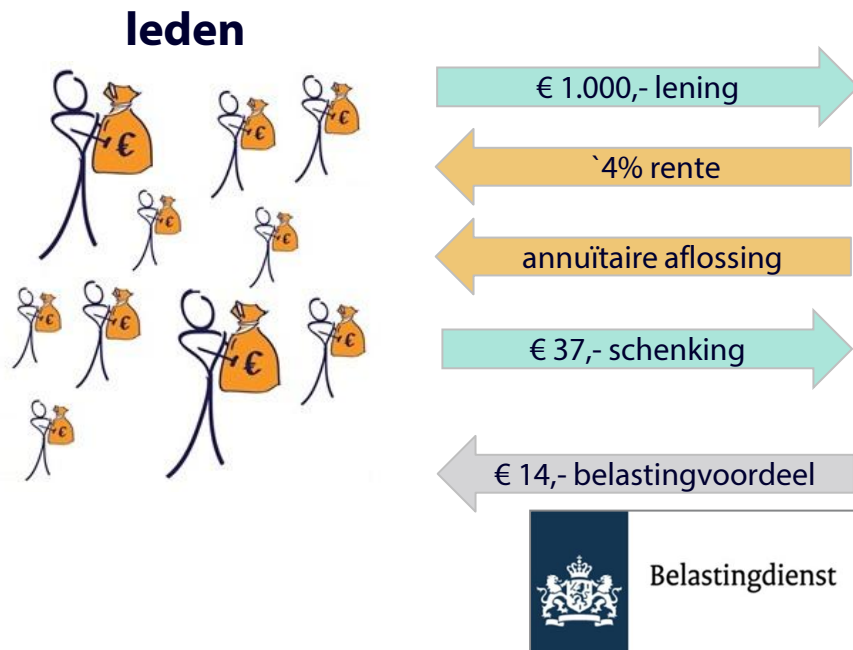 leden
€ 1.000,- lening
`4% rente
annuïtaire aflossing
€ 37,- schenking
€ 14,- belastingvoordeel
Belastingdienst
€
€
€
€
€
€
€
€
€
€